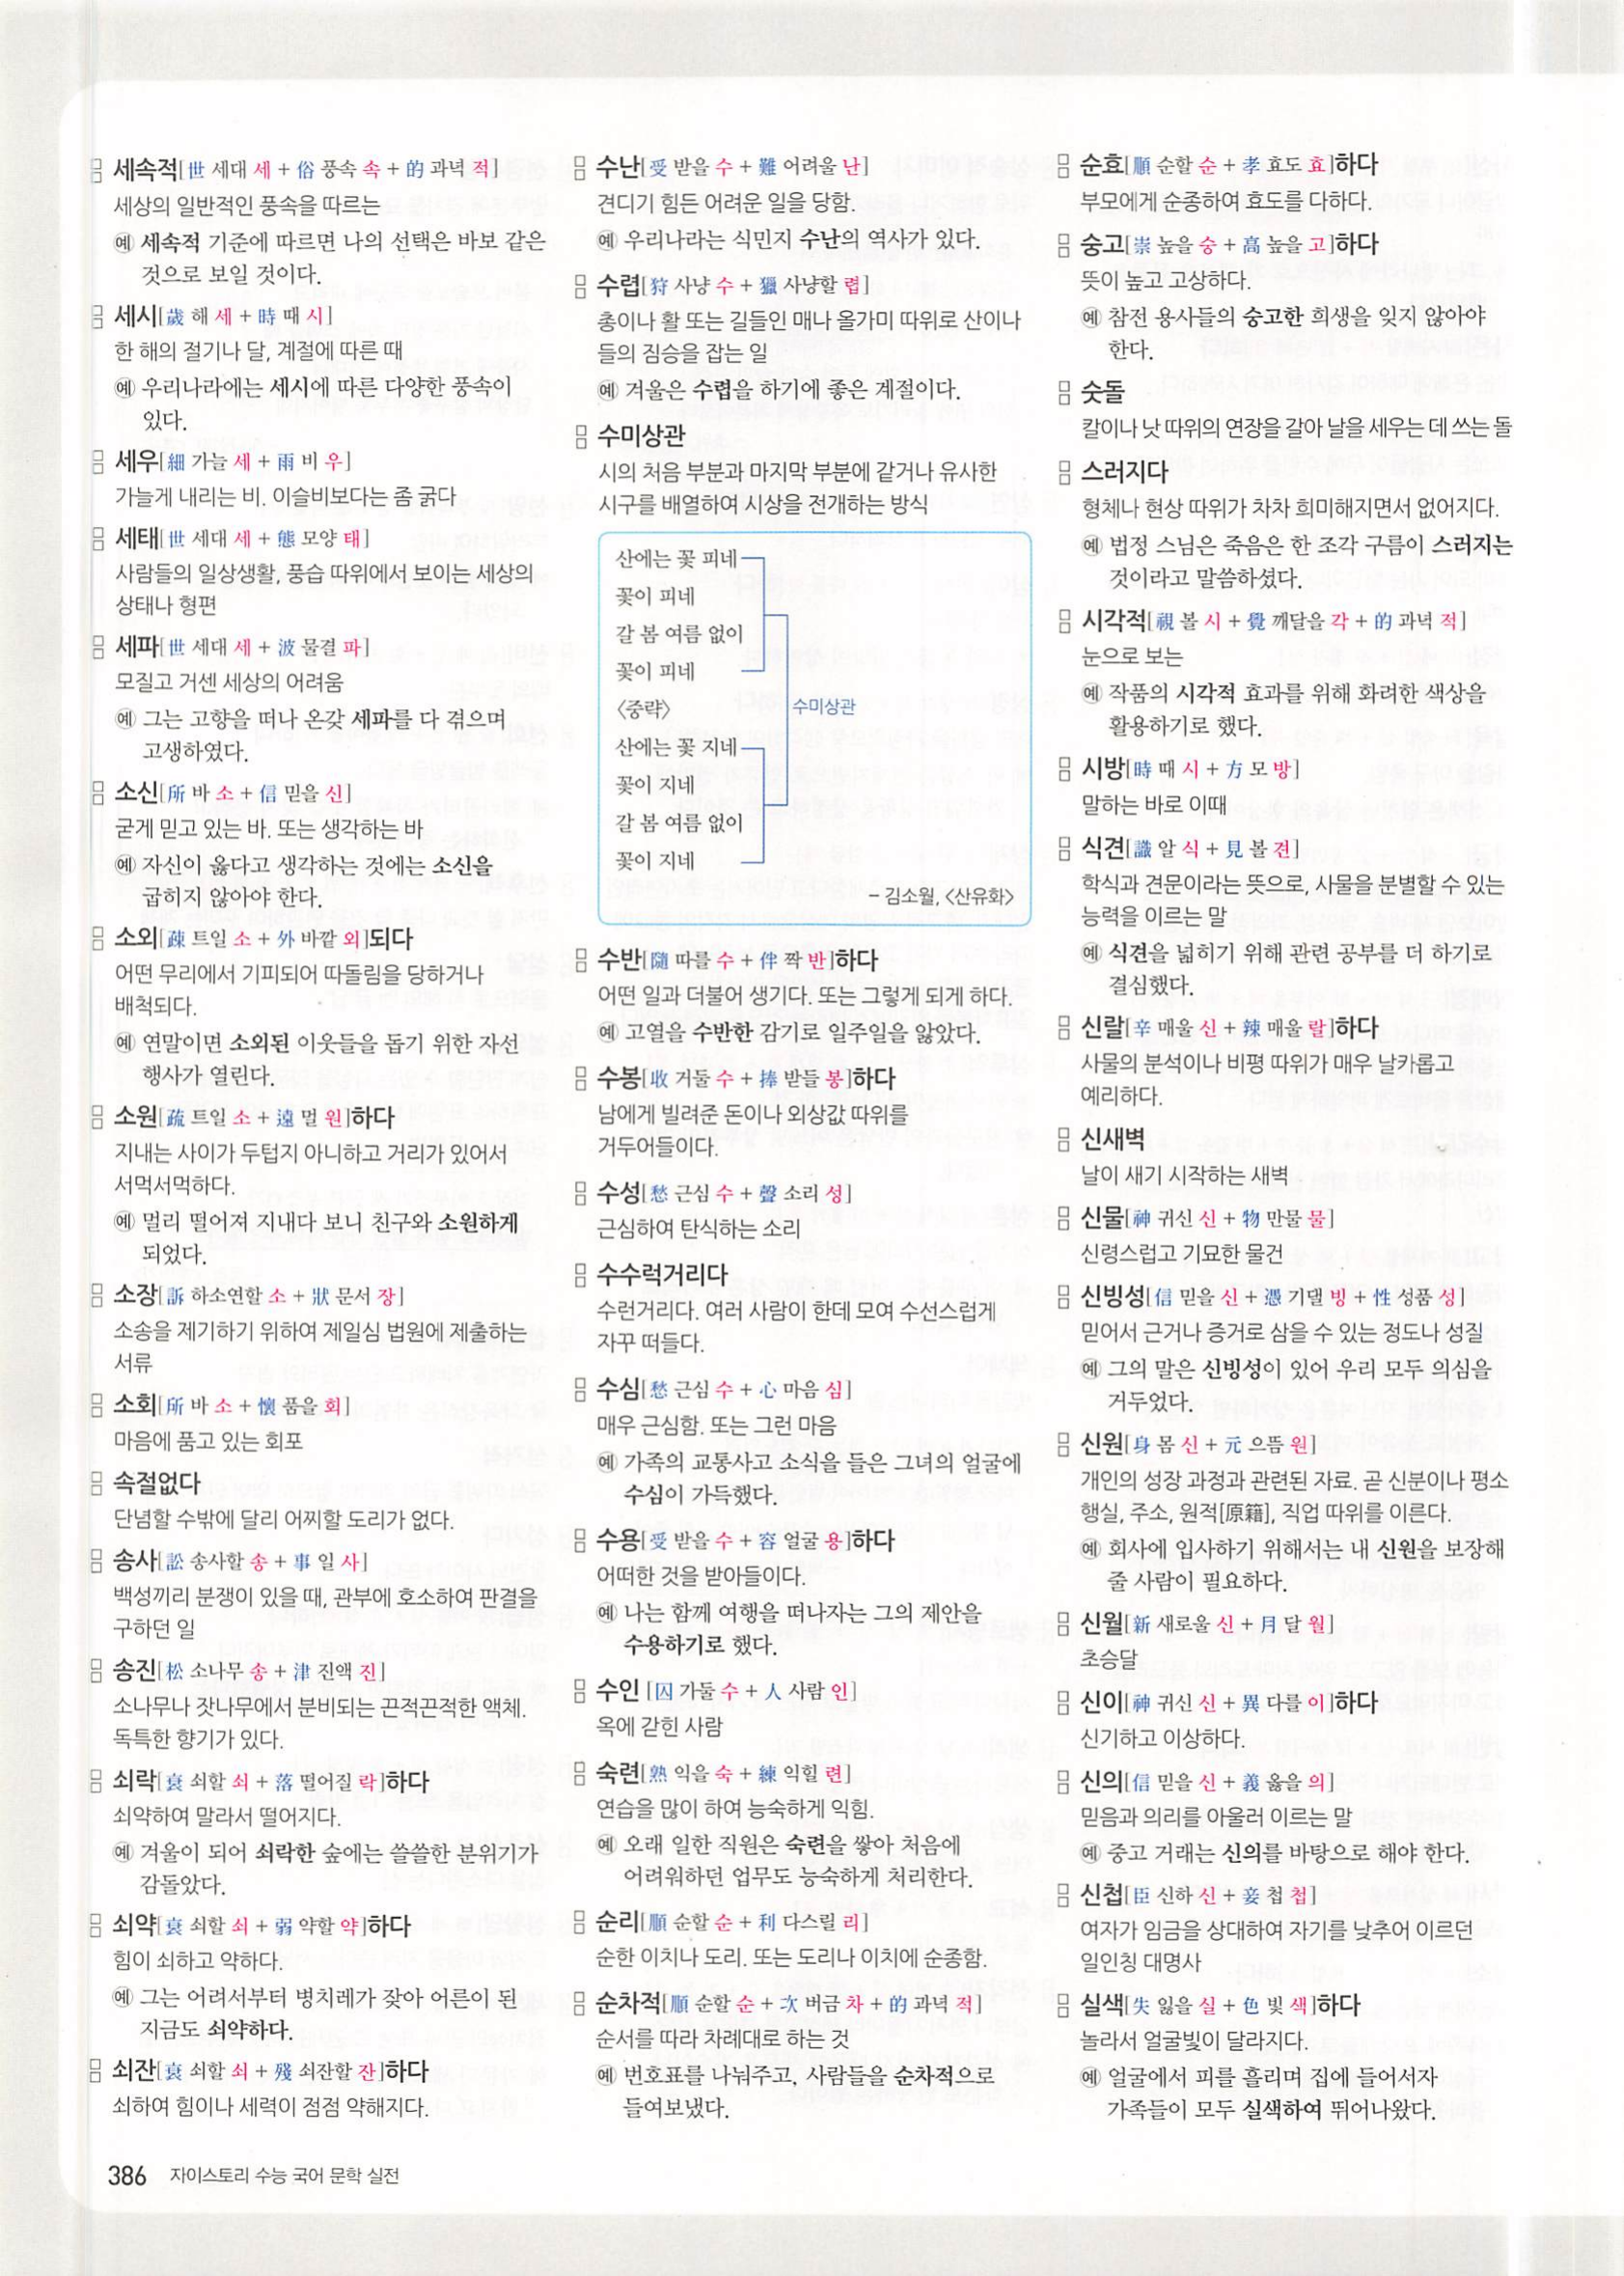 세속적[世 세대 세 + 俗 풍속 속 + 的 과녁 적]
세상의 일반적인 풍속을 따르는
예 세속적 기준에 따르면 나의 선택은 바보 같은
것으로 보일 것이다.
세시[歲 해 세 + 時 때 시]
한 해의 절기나 달, 계절에 따른 때
예 우리나라에는 세시에 따른 다양한 풍속이
있다.
세우[細 가늘 세 + 雨 비 우]
가늘게 내리는 비. 이슬비보다는 좀 굵다
세태[世 세대 세 + 態 모양 태]
사람들의 일상생활, 풍습 따위에서 보이는 세상의
상태나 형편
세파[世 세대 세 + 波 물결 파]
모질고 거센 세상의 어려움
예 그는 고향을 떠나 온갖 세파를 다 겪으며
고생하였다.
소신[所 바 소 + 信 믿을 신]
굳게 믿고 있는 바. 또는 생각하는 바
예 자신이 옳다고 생각하는 것에는 소신을
굽히지 않아야 한다.
소외[疎 트일 소 + 外 바깥 외]되다
어떤 무리에서 기피되어 따돌림을 당하거나
배척되다.
예 연말이면 소외된 이웃들을 돕기 위한 자선
행사가 열린다.
소원[疏 트일 소 + 遠 멀 원]하다
지내는 사이가 두텁지 아니하고 거리가 있어서
서먹서먹하다.
예 멀리 떨어져 지내다 보니 친구와 소원하게
되었다.
소장[訴 하소연할 소 + 狀 문서 장]
소송을 제기하기 위하여 제일심 법원에 제출하는
서류
소회[所 바 소 + 懷 품을 회]
마음에 품고 있는 회포
속절없다
단념할 수밖에 달리 어찌할 도리가 없다.
송사[訟 송사할 송 + 事 일 사]
백성끼리 분쟁이 있을 때, 관부에 호소하여 판결을
구하던 일
송진[松 소나무 송 + 津 진액 진]
소나무나 잣나무에서 분비되는 끈적끈적한 액체.
독특한 향기가 있다.
쇠락[衰 쇠할 쇠 + 落 떨어질 락]하다
쇠약하여 말라서 떨어지다.
예 겨울이 되어 쇠락한 숲에는 쓸쓸한 분위기가
감돌았다.
쇠약[衰 쇠할 쇠 + 弱 약할 약]하다
힘이 쇠하고 약하다.
예 그는 어려서부터 병치레가 잦아 어른이 된
지금도 쇠약하다.
쇠잔[衰 쇠할 쇠 + 殘 쇠잔할 잔]하다
쇠하여 힘이나 세력이 점점 약해지다.
수난[受 받을 수 + 難 어려울 난]
견디기 힘든 어려운 일을 당함.
예 우리나라는 식민지 수난의 역사가 있다.
수렵[狩 사냥 수 + 獵 사냥할 렵]
총이나 활 또는 길들인 매나 올가미 따위로 산이나
들의 짐승을 잡는 일
예 겨울은 수렵을 하기에 좋은 계절이다.
수미상관
시의 처음 부분과 마지막 부분에 같거나 유사한
시구를 배열하여 시상을 전개하는 방식
산에는 꽃 피네
꽃이 피네
갈 봄 여름 없이
꽃이 피네
〈중략〉
수미상관
산에는 꽃 지네
꽃이 지네
갈 봄 여름 없이
꽃이 지네
– 김소월, 〈산유화〉
수반[隨 따를 수 + 伴 짝 반]하다
어떤 일과 더불어 생기다. 또는 그렇게 되게 하다.
예 고열을 수반한 감기로 일주일을 앓았다.
수봉[收 거둘 수 + 捧 받들 봉]하다
남에게 빌려준 돈이나 외상값 따위를
거두어들이다.
수성[愁 근심 수 + 聲 소리 성]
근심하여 탄식하는 소리
수수럭거리다
수런거리다. 여러 사람이 한데 모여 수선스럽게
자꾸 떠들다.
수심[愁 근심 수 + 心 마음 심]
매우 근심함. 또는 그런 마음
예 가족의 교통사고 소식을 들은 그녀의 얼굴에
수심이 가득했다.
수용[受 받을 수 + 容 얼굴 용]하다
어떠한 것을 받아들이다.
예 나는 함께 여행을 떠나자는 그의 제안을
수용하기로 했다.
수인 [囚 가둘 수 + 人 사람 인]
옥에 갇힌 사람
숙련[熟 익을 숙 + 練 익힐 련]
연습을 많이 하여 능숙하게 익힘.
예 오래 일한 직원은 숙련을 쌓아 처음에
어려워하던 업무도 능숙하게 처리한다.
순리[順 순할 순 + 利 다스릴 리]
순한 이치나 도리. 또는 도리나 이치에 순종함.
순차적[順 순할 순 + 次 버금 차 + 的 과녁 적]
순서를 따라 차례대로 하는 것
예 번호표를 나눠주고, 사람들을 순차적으로
들여보냈다.
순효[順 순할 순 + 孝 효도 효]하다
부모에게 순종하여 효도를 다하다.
숭고[崇 높을 숭 + 高 높을 고]하다
뜻이 높고 고상하다.
예 참전 용사들의 숭고한 희생을 잊지 않아야
한다.
숫돌
칼이나 낫 따위의 연장을 갈아 날을 세우는 데 쓰는 돌
스러지다
형체나 현상 따위가 차차 희미해지면서 없어지다.
예 법정 스님은 죽음은 한 조각 구름이 스러지는
것이라고 말씀하셨다.
시각적[視 볼 시 + 覺 깨달을 각 + 的 과녁 적]
눈으로 보는
예 작품의 시각적 효과를 위해 화려한 색상을
활용하기로 했다.
시방[時 때 시 + 方 모 방]
말하는 바로 이때
식견[識 알 식 + 見 볼 견]
학식과 견문이라는 뜻으로, 사물을 분별할 수 있는
능력을 이르는 말
예 식견을 넓히기 위해 관련 공부를 더 하기로
결심했다.
신랄[辛 매울 신 + 辣 매울 랄]하다
사물의 분석이나 비평 따위가 매우 날카롭고
예리하다.
신새벽
날이 새기 시작하는 새벽
신물[神 귀신 신 + 物 만물 물]
신령스럽고 기묘한 물건
신빙성[信 믿을 신 + 憑 기댈 빙 + 性 성품 성]
믿어서 근거나 증거로 삼을 수 있는 정도나 성질
예 그의 말은 신빙성이 있어 우리 모두 의심을
거두었다.
신원[身 몸 신 + 元 으뜸 원]
개인의 성장 과정과 관련된 자료. 곧 신분이나 평소
행실, 주소, 원적[原籍], 직업 따위를 이른다.
예 회사에 입사하기 위해서는 내 신원을 보장해
줄 사람이 필요하다.
신월[新 새로울 신 + 月 달 월]
초승달
신이[神 귀신 신 + 異 다를 이]하다
신기하고 이상하다.
신의[信 믿을 신 + 義 옳을 의]
믿음과 의리를 아울러 이르는 말
예 중고 거래는 신의를 바탕으로 해야 한다.
신첩[臣 신하 신 + 妾 첩 첩]
여자가 임금을 상대하여 자기를 낮추어 이르던
일인칭 대명사
실색[失 잃을 실 + 色 빛 색]하다
놀라서 얼굴빛이 달라지다.
예 얼굴에서 피를 흘리며 집에 들어서자
가족들이 모두 실색하여 뛰어나왔다.
386 자이스토리 수능 국어 문학 실전